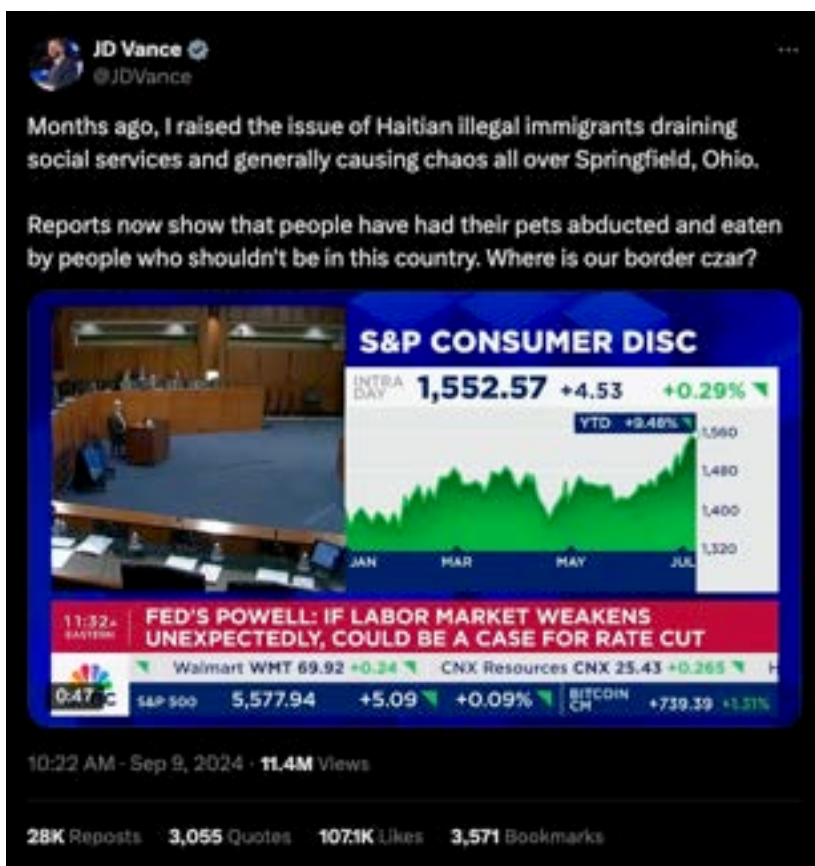 JD Vance
@JDVance
Months ago, I raised the issue of Haitian illegal immigrants draining
social services and generally causing chaos all over Springfield, Ohio.
Reports now show that people have had their pets abducted and eaten
by people who shouldn't be in this country. Where is our border czar?
S&P CONSUMER DISC
INTRA
DAY
1,552.57 +4.53 +0.29%
YTD +9.48%
1,560
1,480
1,400
1,320
JAN MAR MAY JUL
11:32A
EASTERN
FED'S POWELL: IF LABOR MARKET WEAKENS
UNEXPECTEDLY, COULD BE A CASE FOR RATE CUT
Walmart WMT 69.92 +0.24 CNX Resources CNX 25.43 +0.265 H
0:47
S&P 500 5,577.94 +5.09 +0.09% BITCOIN
CH +739.39 +1.31%
10:22 AM · Sep 9, 2024 · 11.4M Views
28K Reposts 3,055 Quotes 107.1K Likes 3,571 Bookmarks